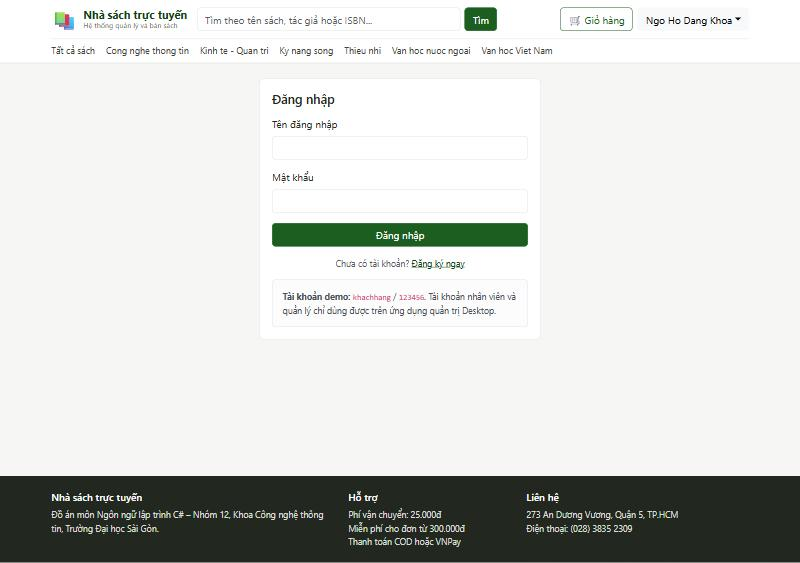 Nhà sách trực tuyến
Hệ thống quản lý và bán sách
Tìm theo tên sách, tác giả hoặc ISBN...
Tìm
Giỏ hàng
Ngo Ho Dang Khoa
Tất cả sách
Cong nghe thong tin
Kinh te - Quan tri
Ky nang song
Thieu nhi
Van hoc nuoc ngoai
Van hoc Viet Nam
Đăng nhập
Tên đăng nhập
Mật khẩu
Đăng nhập
Chưa có tài khoản? Đăng ký ngay
Tài khoản demo: khachhang / 123456. Tài khoản nhân viên và
quản lý chỉ dùng được trên ứng dụng quản trị Desktop.
Nhà sách trực tuyến
Đồ án môn Ngôn ngữ lập trình C# – Nhóm 12, Khoa Công nghệ thông
tin, Trường Đại học Sài Gòn.
Hỗ trợ
Phí vận chuyển: 25.000đ
Miễn phí cho đơn từ 300.000đ
Thanh toán COD hoặc VNPay
Liên hệ
273 An Dương Vương, Quận 5, TP.HCM
Điện thoại: (028) 3835 2309